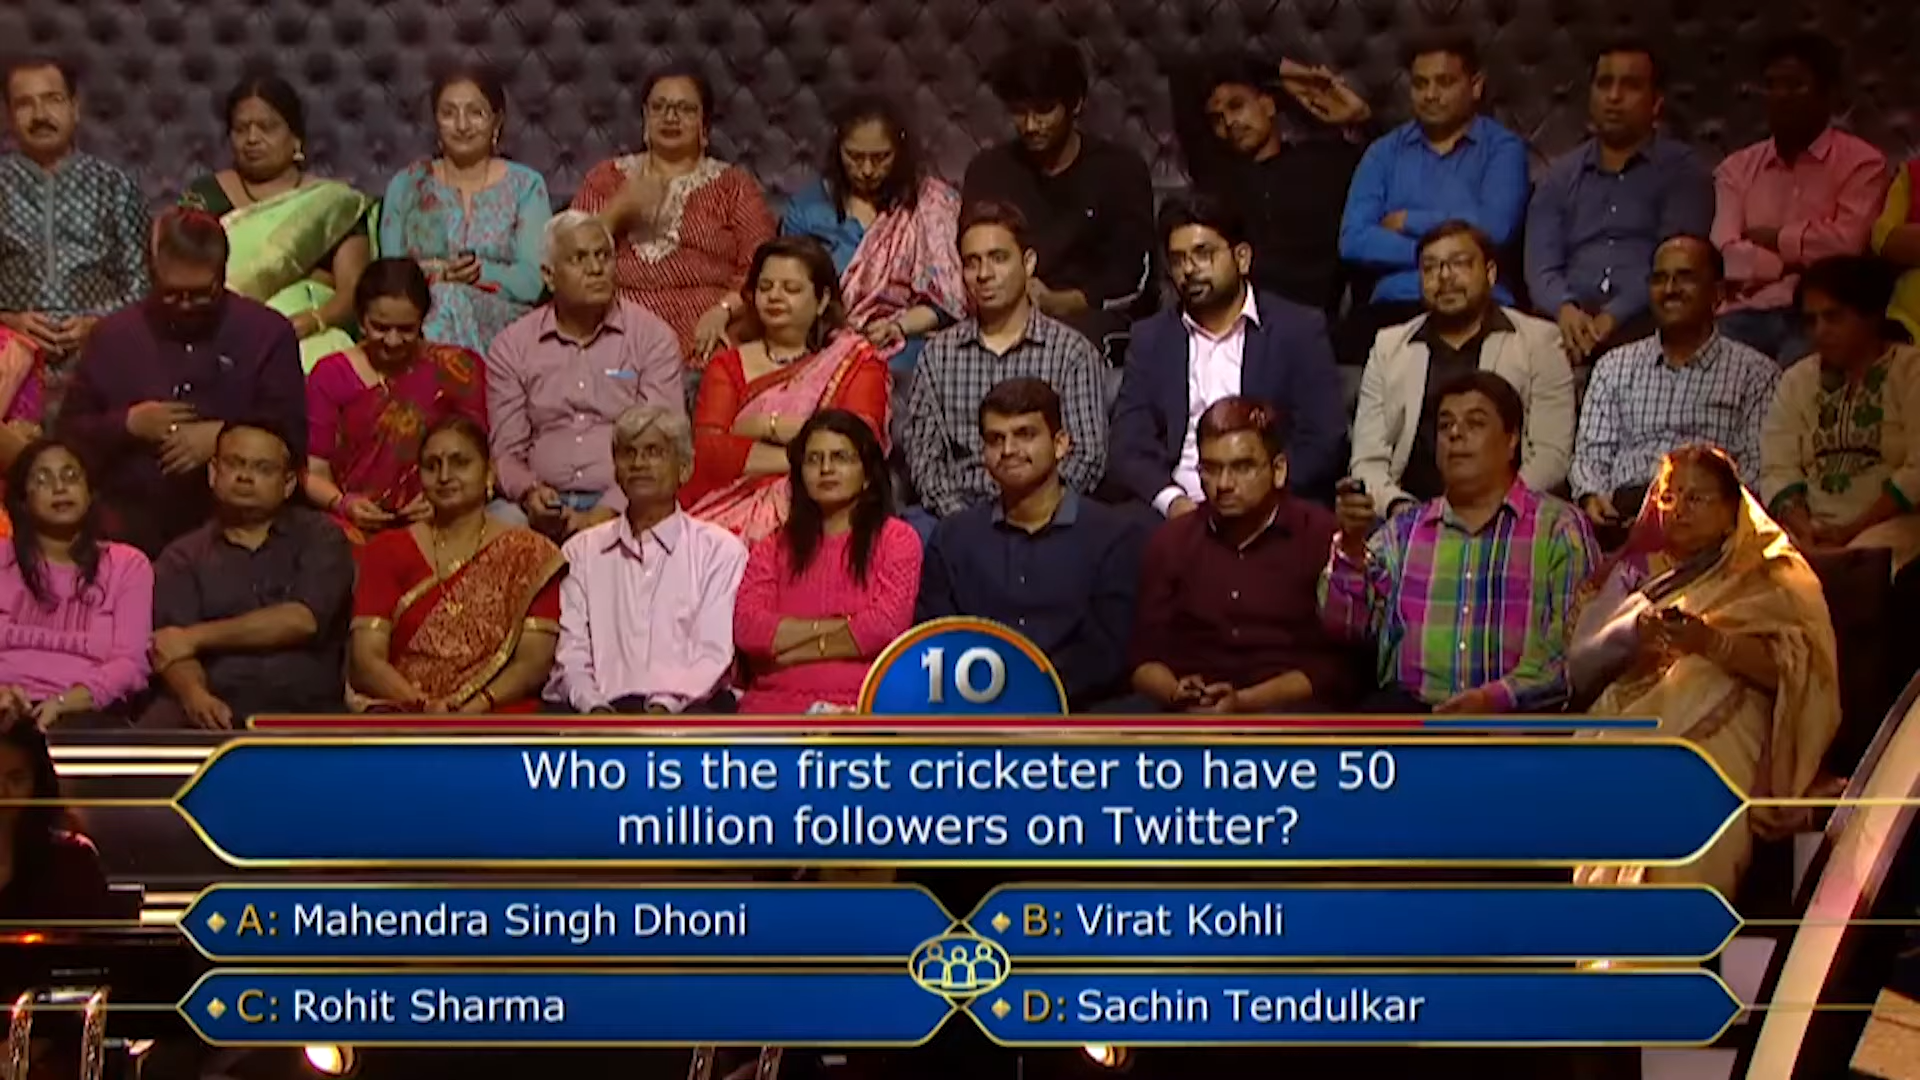 10
Who is the first cricketer to have 50
million followers on Twitter?
A: Mahendra Singh Dhoni
B: Virat Kohli
C: Rohit Sharma
D: Sachin Tendulkar